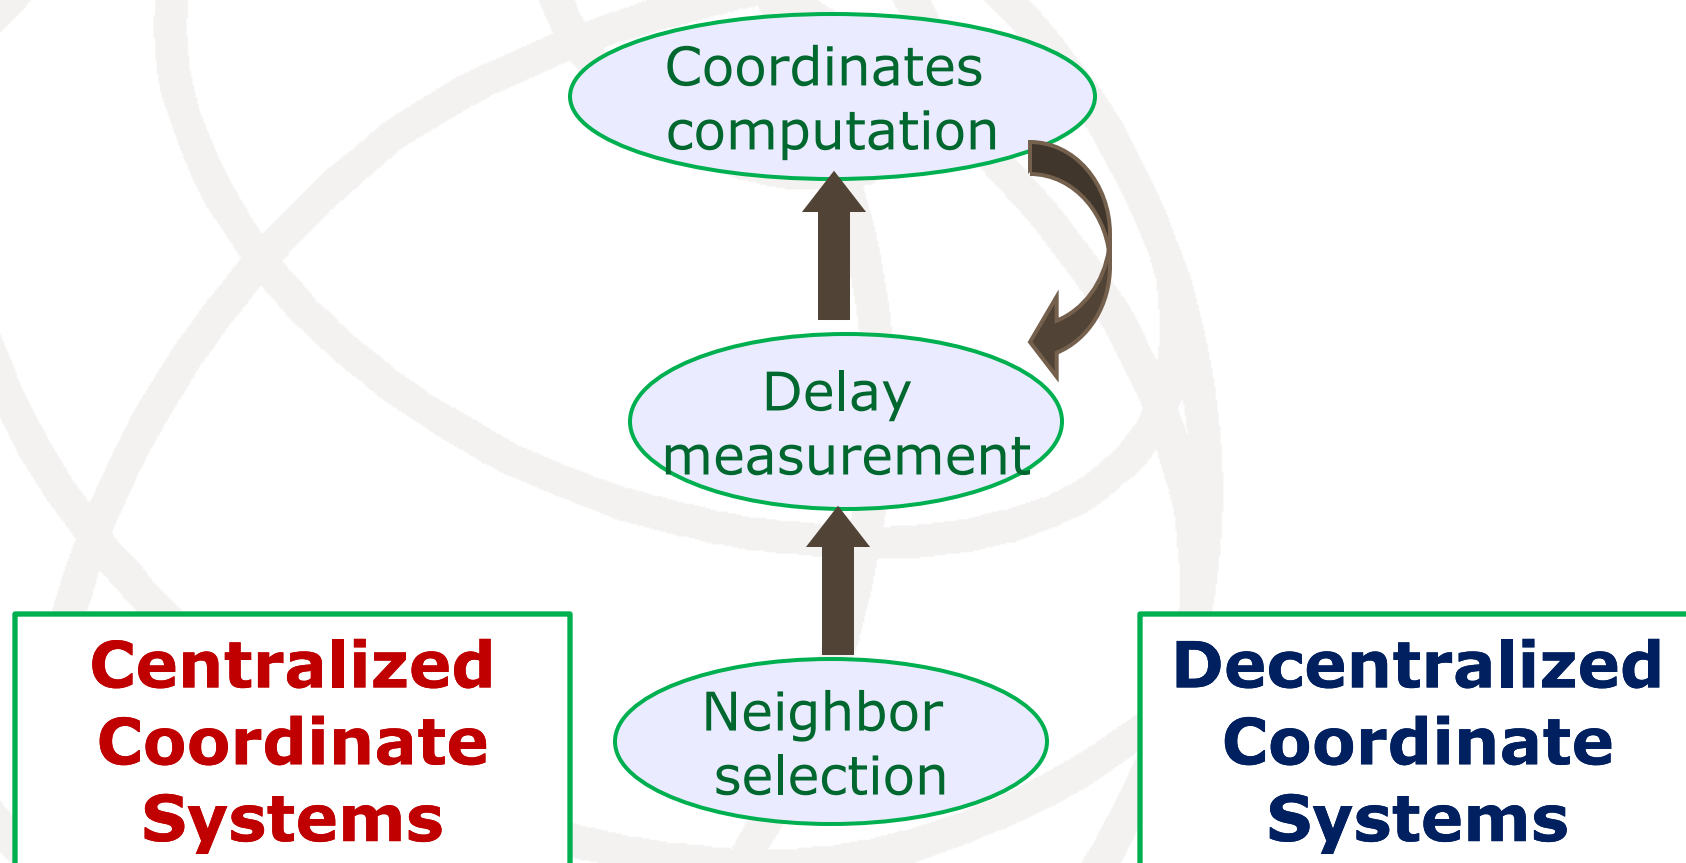 Coordinates
computation
Delay
measurement
Neighbor
selection
Centralized
Coordinate
Systems
Decentralized
Coordinate
Systems